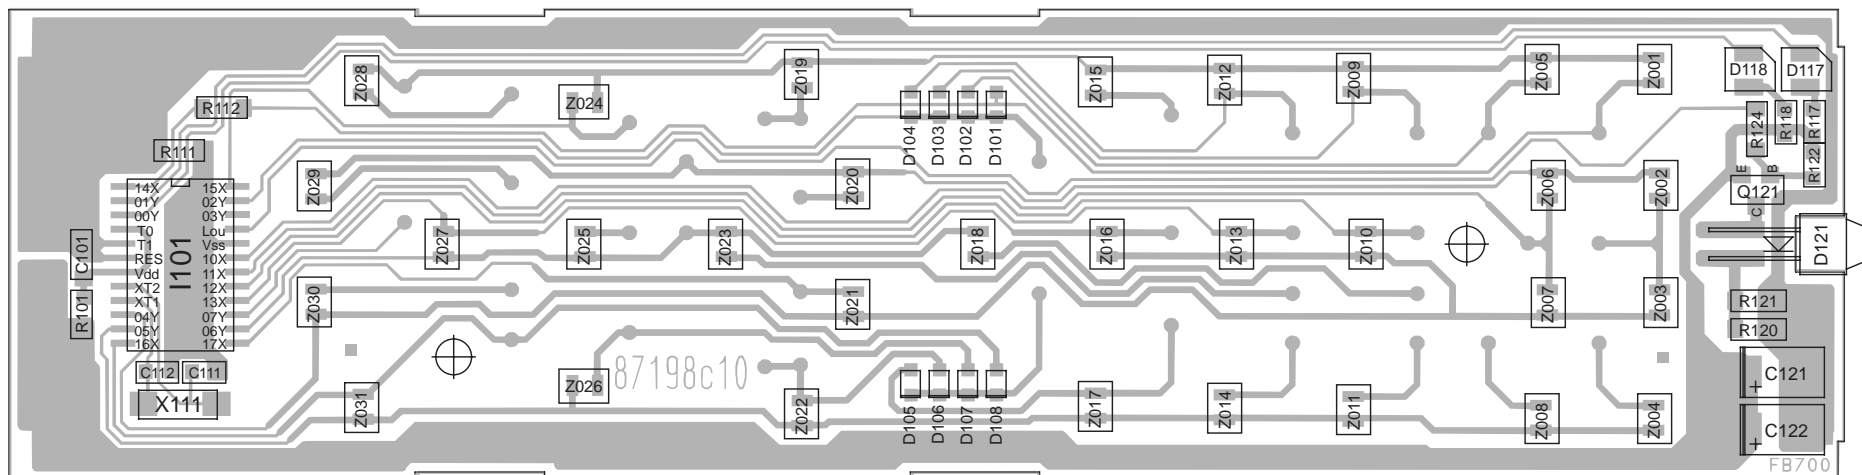 Z028
Z024
Z019
Z015
Z012
Z009
Z005
Z001
D118
D117
R112
R111
D104
D103
D102
D101
R124
R118
R117
R122
E
B
Q121
C
Z029
Z020
Z006
Z002
14X
01Y
00Y
T0
T1
RES
Vdd
XT2
XT1
04Y
05Y
16X
I101
15X
02Y
03Y
Lou
Vss
10X
11X
12X
13X
07Y
06Y
17X
C101
R101
Z027
Z025
Z023
Z018
Z016
Z013
Z010
D121
Z030
Z021
Z007
Z003
R121
R120
C112
C111
X111
Z031
Z026
87198c10
Z022
D105
D106
D107
D108
Z017
Z014
Z011
Z008
Z004
+ C121
+ C122
FB700